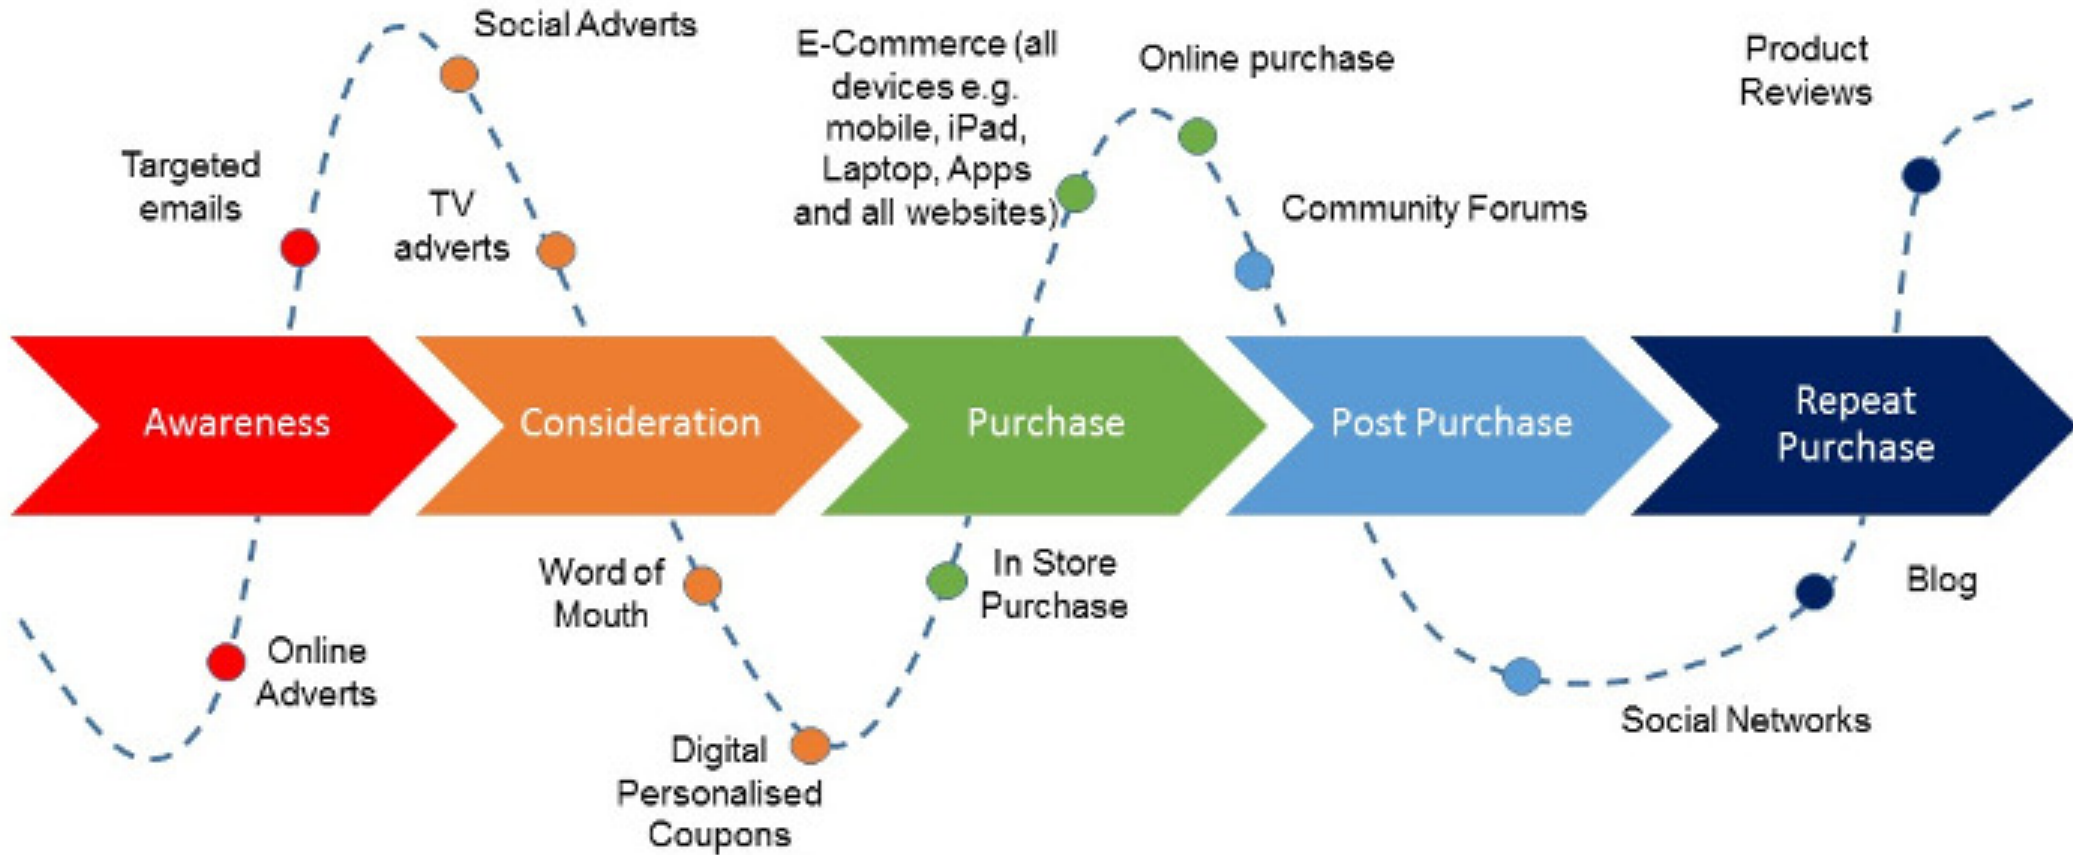 Social Adverts
E-Commerce (all
devices e.g.
mobile, iPad,
Laptop, Apps
and all websites)
Online purchase
Product
Reviews
Targeted
emails
TV
adverts
Community Forums
Awareness
Consideration
Purchase
Post Purchase
Repeat
Purchase
Online
Adverts
Word of
Mouth
Digital
Personalised
Coupons
In Store
Purchase
Social Networks
Blog